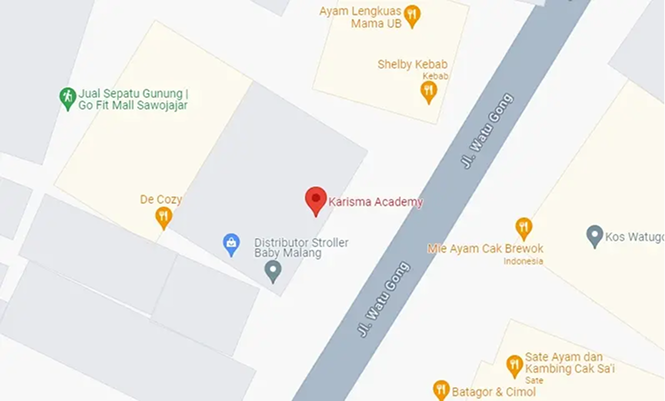 Ayam Lengkuas
Mama UB
Shelby Kebab
Kebab
Jual Sepatu Gunung |
Go Fit Mall Sawojajar
Jl. Watu Gong
De Cozy
Karisma Academy
Distributor Stroller
Baby Malang
Mie Ayam Cak Brewok
Indonesia
Kos Watugo
Jl. Watu Gong
Sate Ayam dan
Kambing Cak Sa'i
Sate
Batagor & Cimol